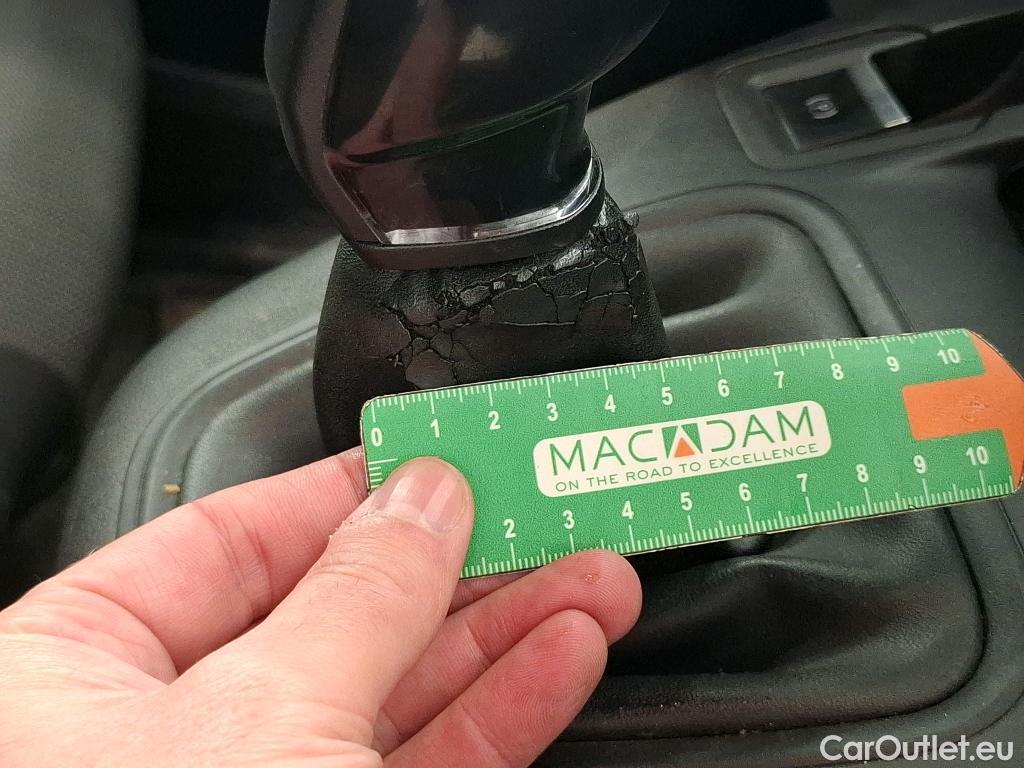 0 1 2 3 4 5 6 7 8 9 10
MACADAM
ON THE ROAD TO EXCELLENCE
2 3 4 5 6 7 8 9 10
CarOutlet.eu